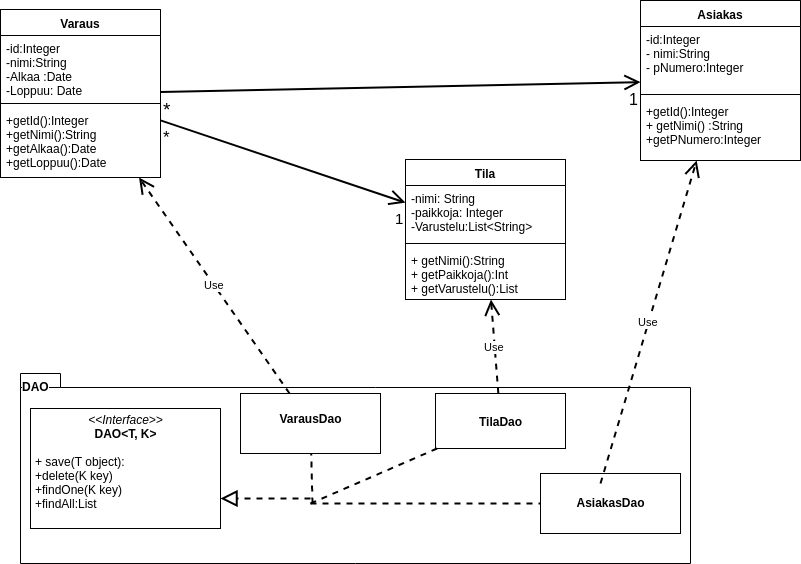 Varaus
-id:Integer
-nimi:String
-Alkaa :Date
-Loppuu: Date
+getId():Integer
+getNimi():String
+getAlkaa():Date
+getLoppuu():Date
Asiakas
-id:Integer
- nimi:String
- pNumero:Integer
+getId():Integer
+ getNimi() :String
+getPNumero:Integer
*
1
*
1
Tila
-nimi: String
-paikkoja: Integer
-Varustelu:List<String>
+ getNimi():String
+ getPaikkoja():Int
+ getVarustelu():List
Use
Use
Use
DAO
<<Interface>>
DAO<T, K>
+ save(T object):
+delete(K key)
+findOne(K key)
+findAll:List
VarausDao
TilaDao
AsiakasDao